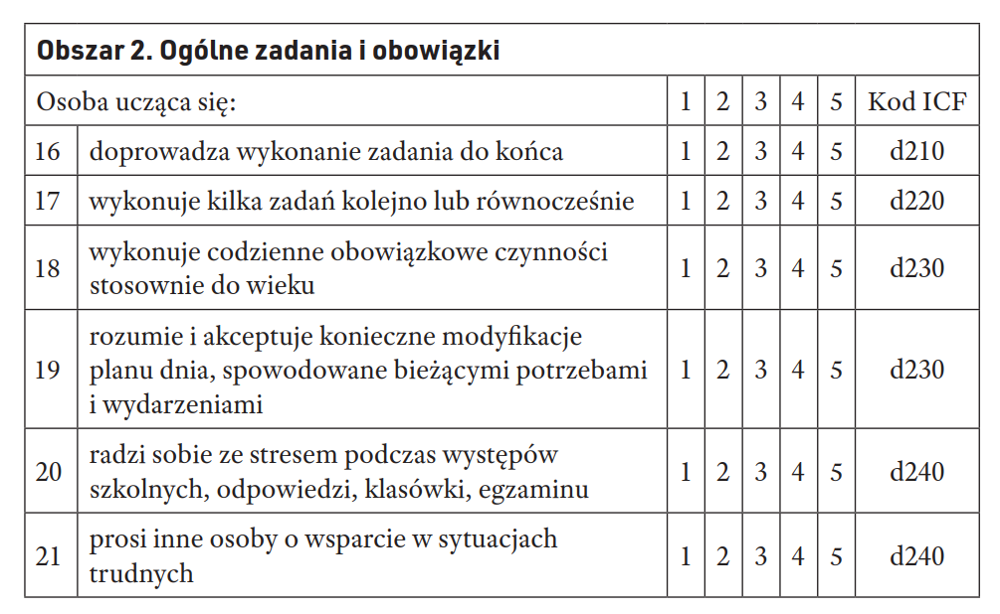 Obszar 2. Ogólne zadania i obowiązki
Osoba ucząca się: 1 2 3 4 5 Kod ICF
16 doprowadza wykonanie zadania do końca 1 2 3 4 5 d210
17 wykonuje kilka zadań kolejno lub równocześnie 1 2 3 4 5 d220
18 wykonuje codzienne obowiązkowe czynności
stosownie do wieku 1 2 3 4 5 d230
19 rozumie i akceptuje konieczne modyfikacje
planu dnia, spowodowane bieżącymi potrzebami
i wydarzeniami 1 2 3 4 5 d230
20 radzi sobie ze stresem podczas występów
szkolnych, odpowiedzi, klasówki, egzaminu 1 2 3 4 5 d240
21 prosi inne osoby o wsparcie w sytuacjach
trudnych 1 2 3 4 5 d240